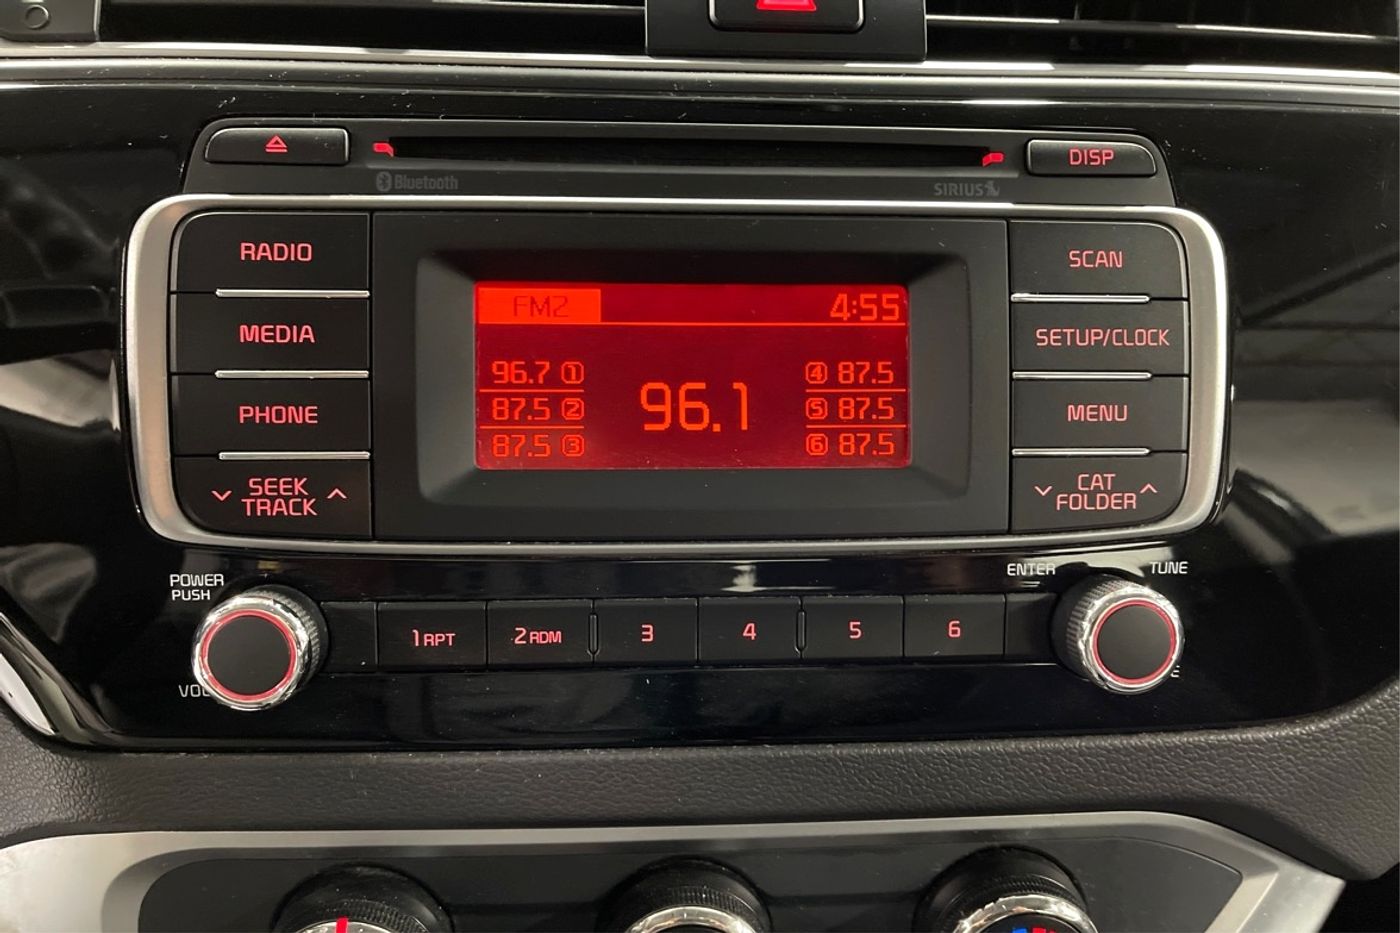 DISP
Bluetooth
SIRIUS
RADIO
MEDIA
PHONE
SEEK
TRACK
FM2 4:55
96.7 1
87.5 2
87.5 3
96.1
4 87.5
5 87.5
6 87.5
SCAN
SETUP/CLOCK
MENU
CAT
FOLDER
POWER
PUSH
VOL
1 RPT
2 RDM
3
4
5
6
ENTER
TUNE